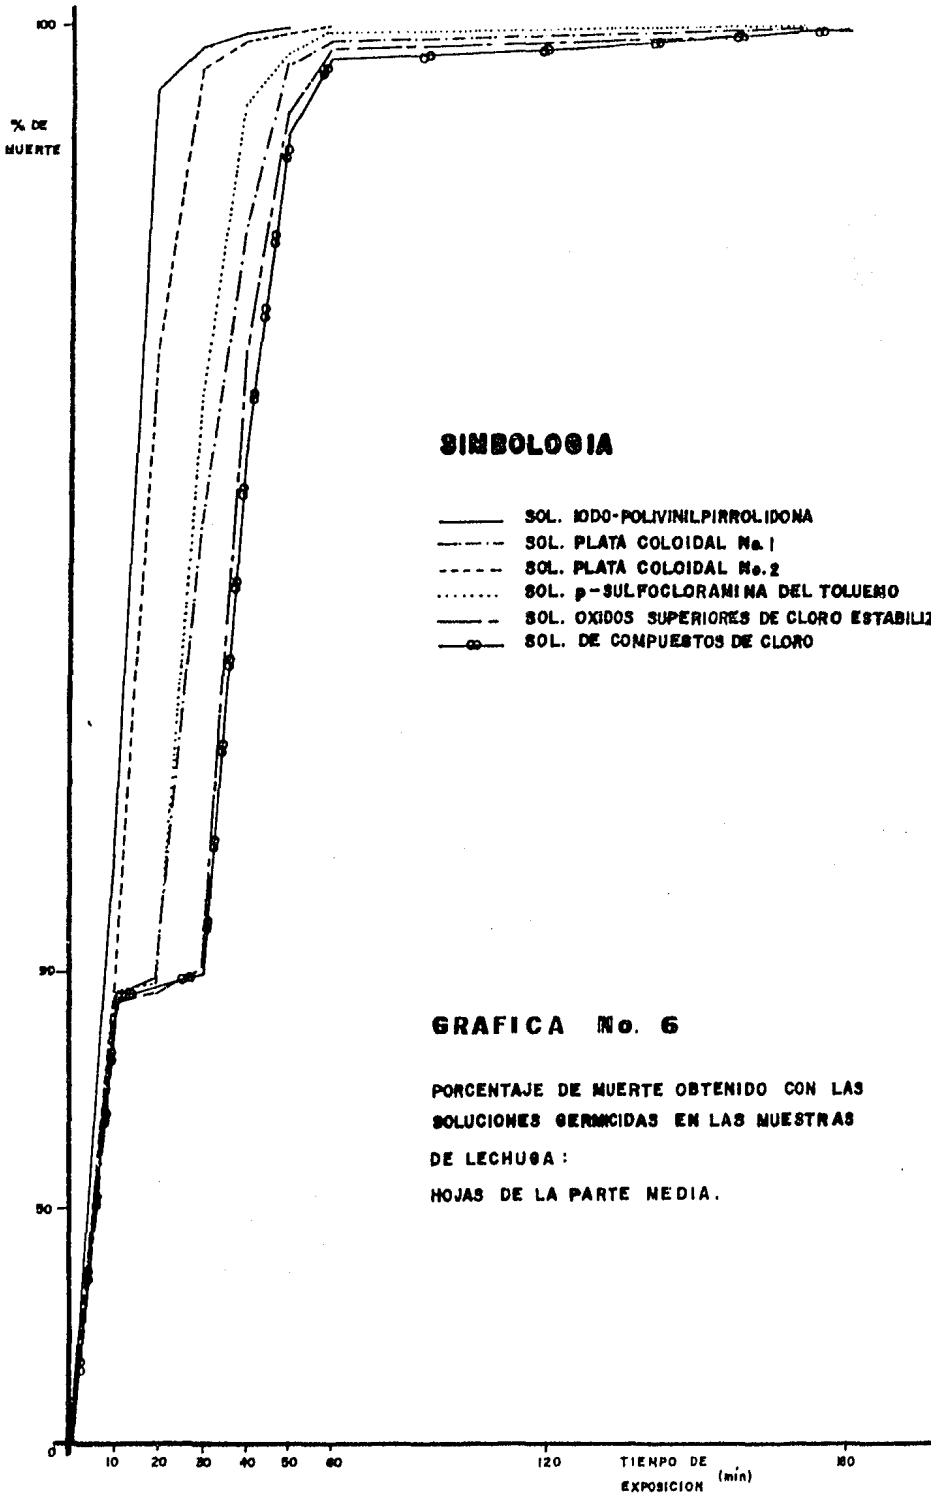 100
% DE
MUERTE
SIMBOLOGIA
SOL. IODO-POLIVINILPIRROLIDONA
SOL. PLATA COLOIDAL No. 1
SOL. PLATA COLOIDAL No. 2
SOL. p-SULFOCLORAMINA DEL TOLUENO
SOL. OXIDOS SUPERIORES DE CLORO ESTABILIZ
SOL. DE COMPUESTOS DE CLORO
90
GRAFICA No. 6
PORCENTAJE DE MUERTE OBTENIDO CON LAS
SOLUCIONES GERMICIDAS EN LAS MUESTRAS
DE LECHUGA :
HOJAS DE LA PARTE MEDIA.
50
0
10 20 30 40 50 60 120 TIEMPO DE EXPOSICION (min) 180